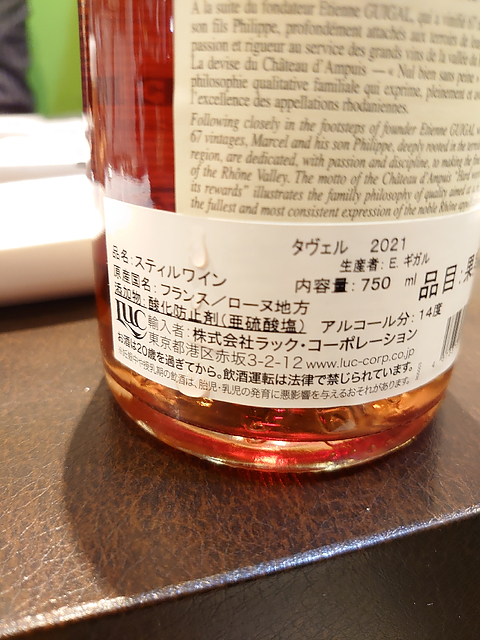 A la suite du fondateur Etienne GUIGAL, qui a vinifié 67
son fils Philippe, profondément attachés aux terroirs de
passion et rigueur au service des grands vins de la vallée du
La devise du Château d'Ampuis — « Nul bien sans peine »
philosophie qualitative familiale qui exprime, pleinement et
l'excellence des appellations rhodaniennes.
Following closely in the footsteps of founder Etienne GUIGAL
67 vintages, Marcel and his son Philippe, deeply rooted in the
region, are dedicated, with passion and discipline, to making the
of the Rhône Valley. The motto of the Château d'Ampuis "Hard
its rewards" illustrates the familly philosophy of quality aimed at
the fullest and most consistent expression of the noble Rhône
タヴェル 2021
品名:スティルワイン 生産者:E. ギガル
原産国名:フランス/ローヌ地方 内容量:750 ml 品目:果
添加物:酸化防止剤(亜硫酸塩) アルコール分:14度
LUC 輸入者:株式会社ラック・コーポレーション
東京都港区赤坂3-2-12 www.luc-corp.co.jp
お酒は20歳を過ぎてから。飲酒運転は法律で禁じられています。
妊娠中や授乳期の飲酒は、胎児・乳児の発育に悪影響を与えるおそれがあります。